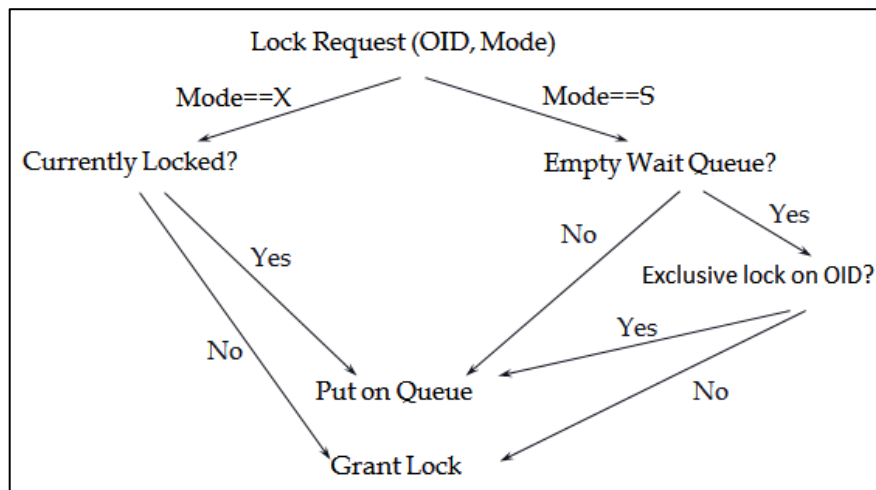 Lock Request (OID, Mode)
Mode==X
Mode==S
Currently Locked?
Empty Wait Queue?
Yes
No
Yes
Exclusive lock on OID?
Yes
No
No
Put on Queue
Grant Lock